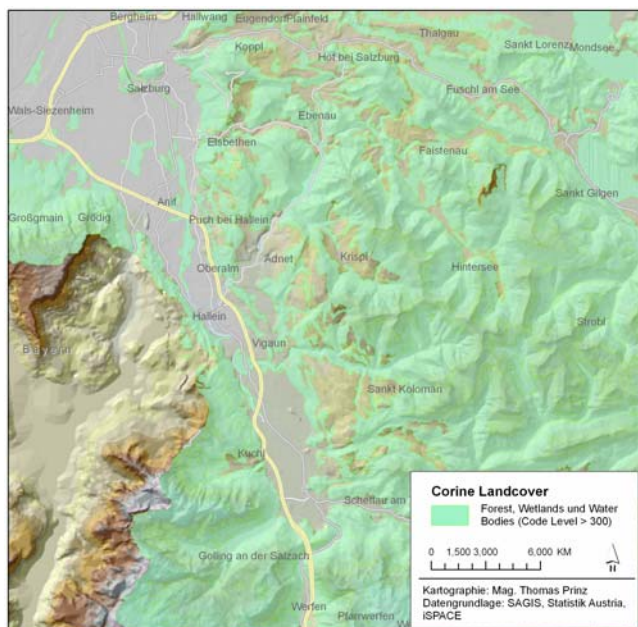 Bergheim Hallwang Eugendorf Plainfeld Thalgau
Koppl Hof bei Salzburg Sankt Lorenz Mondsee
Salzburg Fuschl am See
Wals-Siezenheim Ebenau
Elsbethen Faistenau
Anif Sankt Gilgen
Großgmain Grödig Puch bei Hallein
Oberalm Adnet Krispl Hintersee
Hallein Strobl
Bayern Vigaun
Sankt Koloman
Kuchl
Scheffau am
Golling an der Salzach
Werfen Pfarrwerfen W
Corine Landcover
Forest, Wetlands und Water
Bodies (Code Level > 300)
0 1,500 3,000 6,000 KM
N
Kartographie: Mag. Thomas Prinz
Datengrundlage: SAGIS, Statistik Austria,
iSPACE